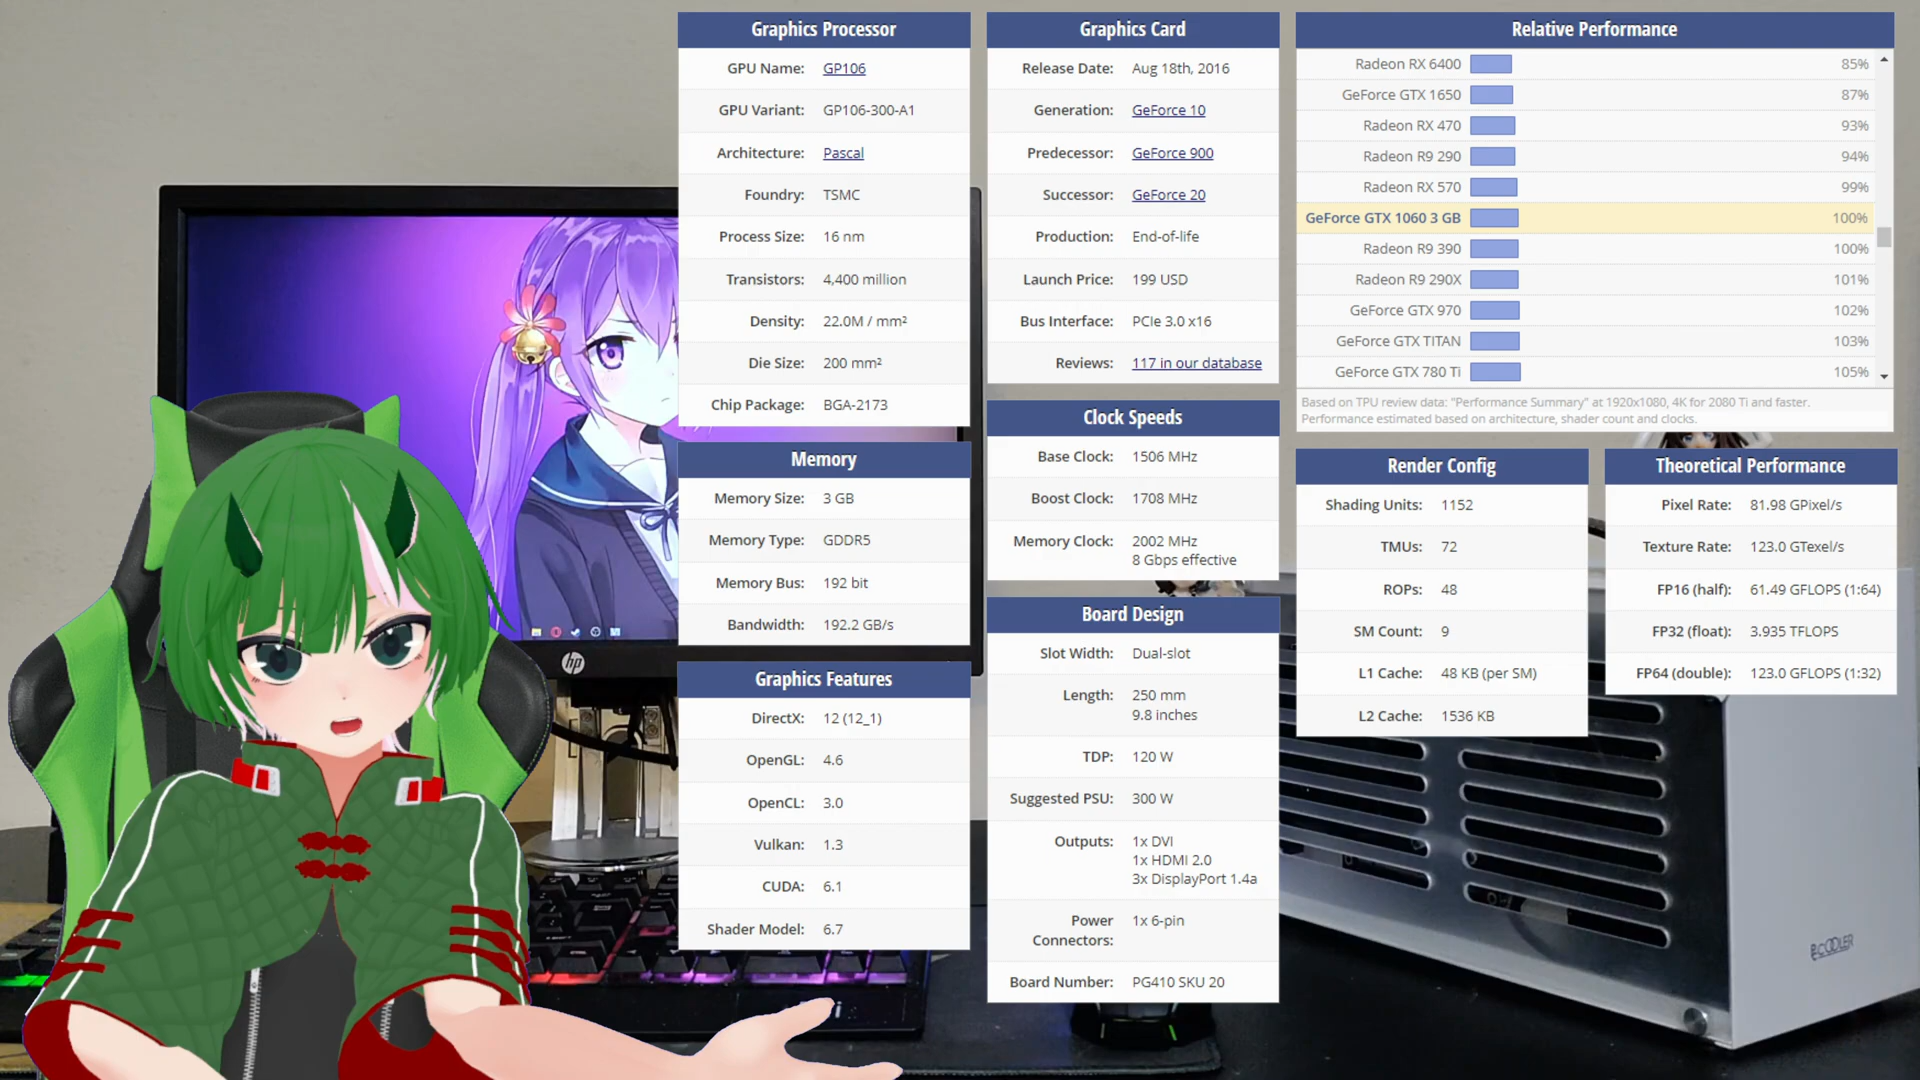 Graphics Processor
GPU Name: GP106
GPU Variant: GP106-300-A1
Architecture: Pascal
Foundry: TSMC
Process Size: 16 nm
Transistors: 4,400 million
Density: 22.0M / mm²
Die Size: 200 mm²
Chip Package: BGA-2173
Memory
Memory Size: 3 GB
Memory Type: GDDR5
Memory Bus: 192 bit
Bandwidth: 192.2 GB/s
Graphics Features
DirectX: 12 (12_1)
OpenGL: 4.6
OpenCL: 3.0
Vulkan: 1.3
CUDA: 6.1
Shader Model: 6.7
Graphics Card
Release Date: Aug 18th, 2016
Generation: GeForce 10
Predecessor: GeForce 900
Successor: GeForce 20
Production: End-of-life
Launch Price: 199 USD
Bus Interface: PCIe 3.0 x16
Reviews: 117 in our database
Clock Speeds
Base Clock: 1506 MHz
Boost Clock: 1708 MHz
Memory Clock: 2002 MHz
8 Gbps effective
Board Design
Slot Width: Dual-slot
Length: 250 mm
9.8 inches
TDP: 120 W
Suggested PSU: 300 W
Outputs: 1x DVI
1x HDMI 2.0
3x DisplayPort 1.4a
Power 1x 6-pin
Connectors:
Board Number: PG410 SKU 20
Relative Performance
Radeon RX 6400 85%
GeForce GTX 1650 87%
Radeon RX 470 93%
Radeon R9 290 94%
Radeon RX 570 99%
GeForce GTX 1060 3 GB 100%
Radeon R9 390 100%
Radeon R9 290X 101%
GeForce GTX 970 102%
GeForce GTX TITAN 103%
GeForce GTX 780 Ti 105%
Based on TPU review data: "Performance Summary" at 1920x1080, 4K for 2080 Ti and faster.
Performance estimated based on architecture, shader count and clocks.
Render Config
Shading Units: 1152
TMUs: 72
ROPs: 48
SM Count: 9
L1 Cache: 48 KB (per SM)
L2 Cache: 1536 KB
Theoretical Performance
Pixel Rate: 81.98 GPixel/s
Texture Rate: 123.0 GTexel/s
FP16 (half): 61.49 GFLOPS (1:64)
FP32 (float): 3.935 TFLOPS
FP64 (double): 123.0 GFLOPS (1:32)
hp
PCCOOLER